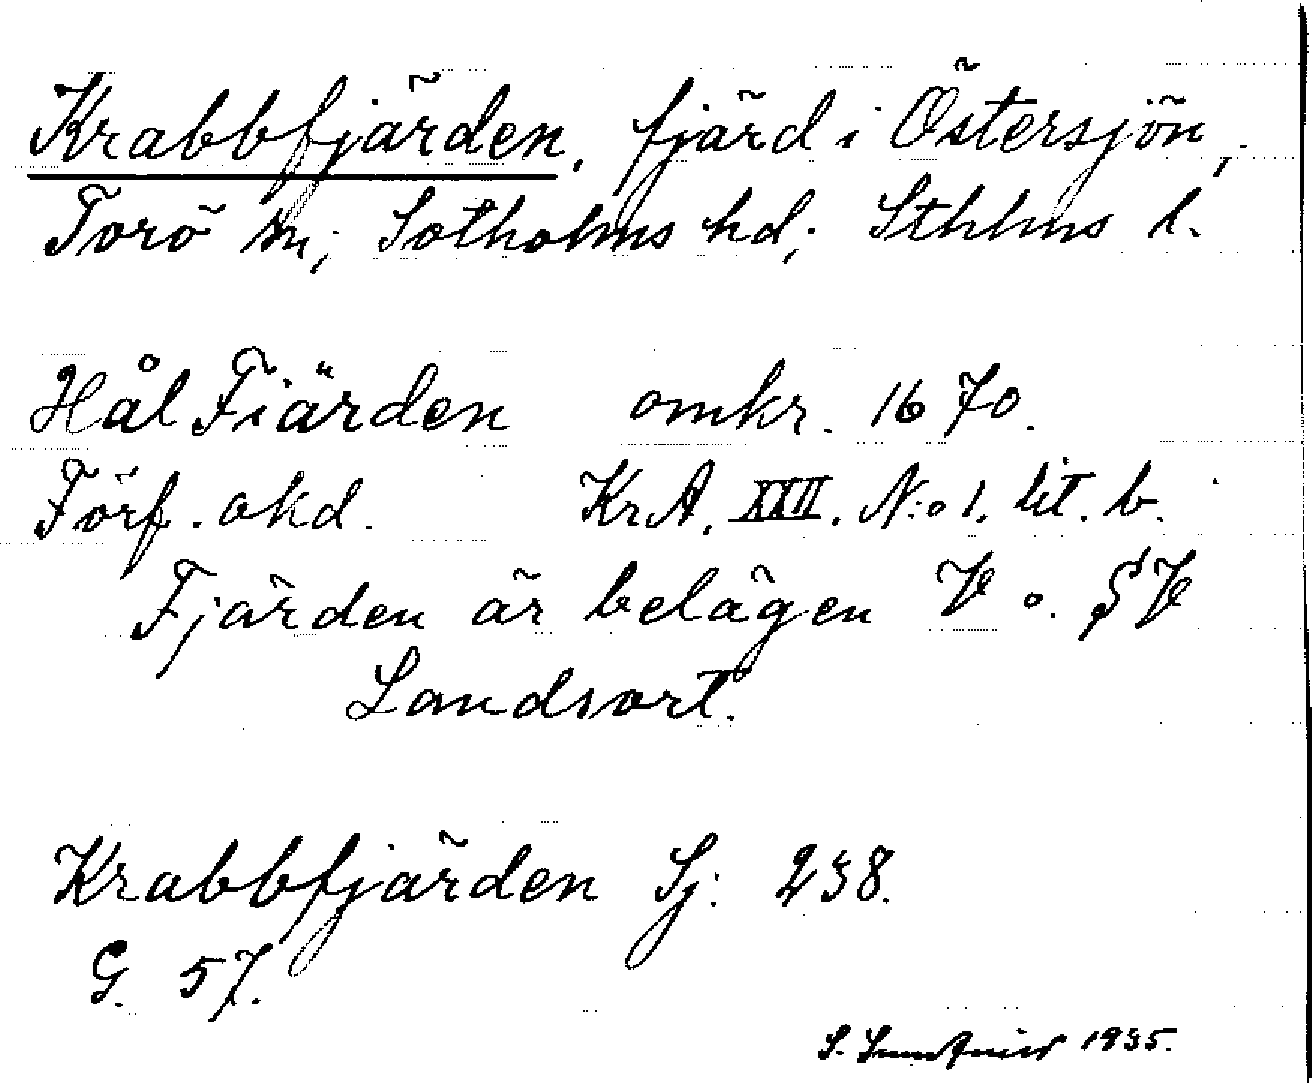 Krabbfjärden, fjärd i Östersjön,
Torö sn, Sotholms hd, Sthlms l.
Hål Fiärden omkr. 1670.
Förf. okd. KrA. XXII. N:o 1. lit. b.
Fjärden är belägen V o. SV
Landsort.
Krabbfjärden Sj: 238.
G. 57.
S. 1935.